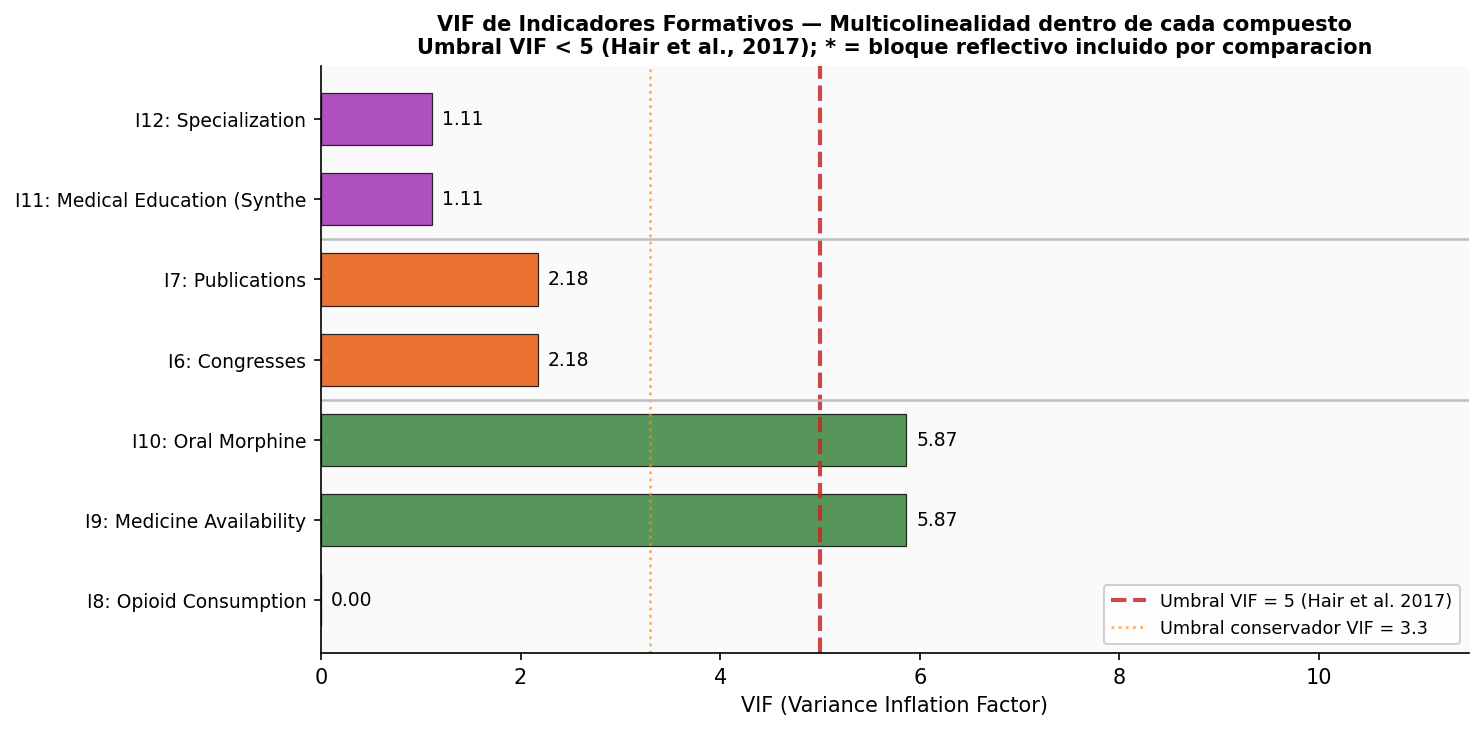 VIF de Indicadores Formativos — Multicolinealidad dentro de cada compuesto
Umbral VIF < 5 (Hair et al., 2017); * = bloque reflectivo incluido por comparacion
I12: Specialization
1.11
I11: Medical Education (Synthe
1.11
I7: Publications
2.18
I6: Congresses
2.18
I10: Oral Morphine
5.87
I9: Medicine Availability
5.87
I8: Opioid Consumption
0.00
Umbral VIF = 5 (Hair et al. 2017)
Umbral conservador VIF = 3.3
0 2 4 6 8 10
VIF (Variance Inflation Factor)